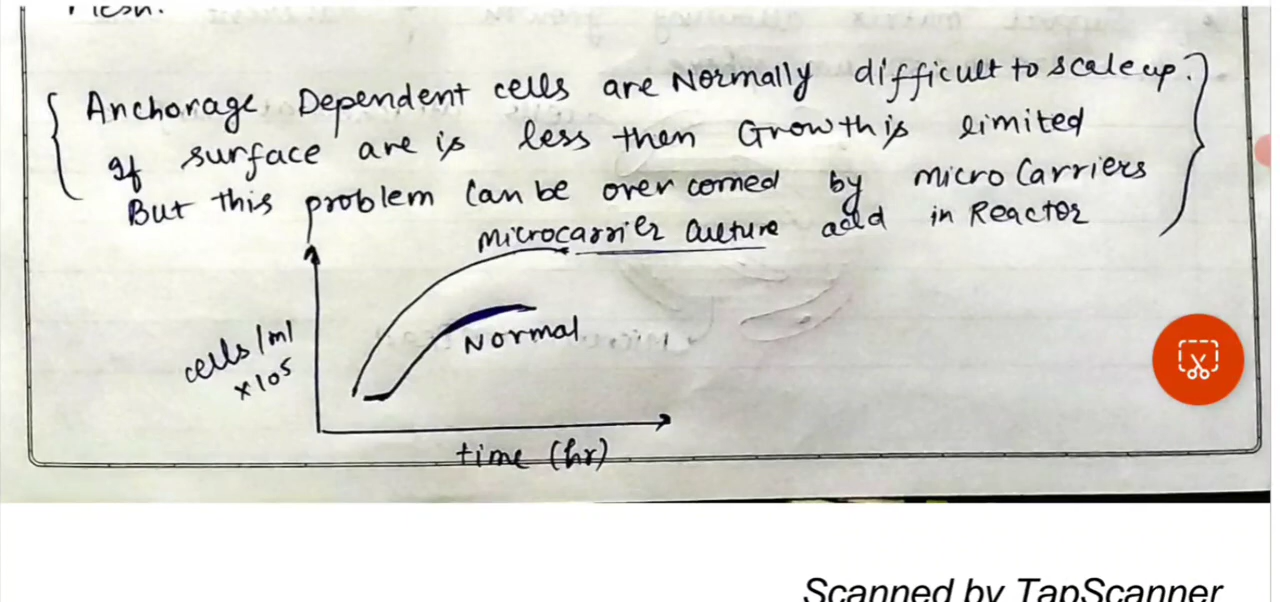 Anchorage Dependent cells are Normally difficult to scale up.
If surface are is less then Growth is limited
But this problem can be over comed by micro Carriers
add in Reactor
microcarrier culture
Normal
cells/ml
x10⁵
time (hr)
Scanned by TapScanner